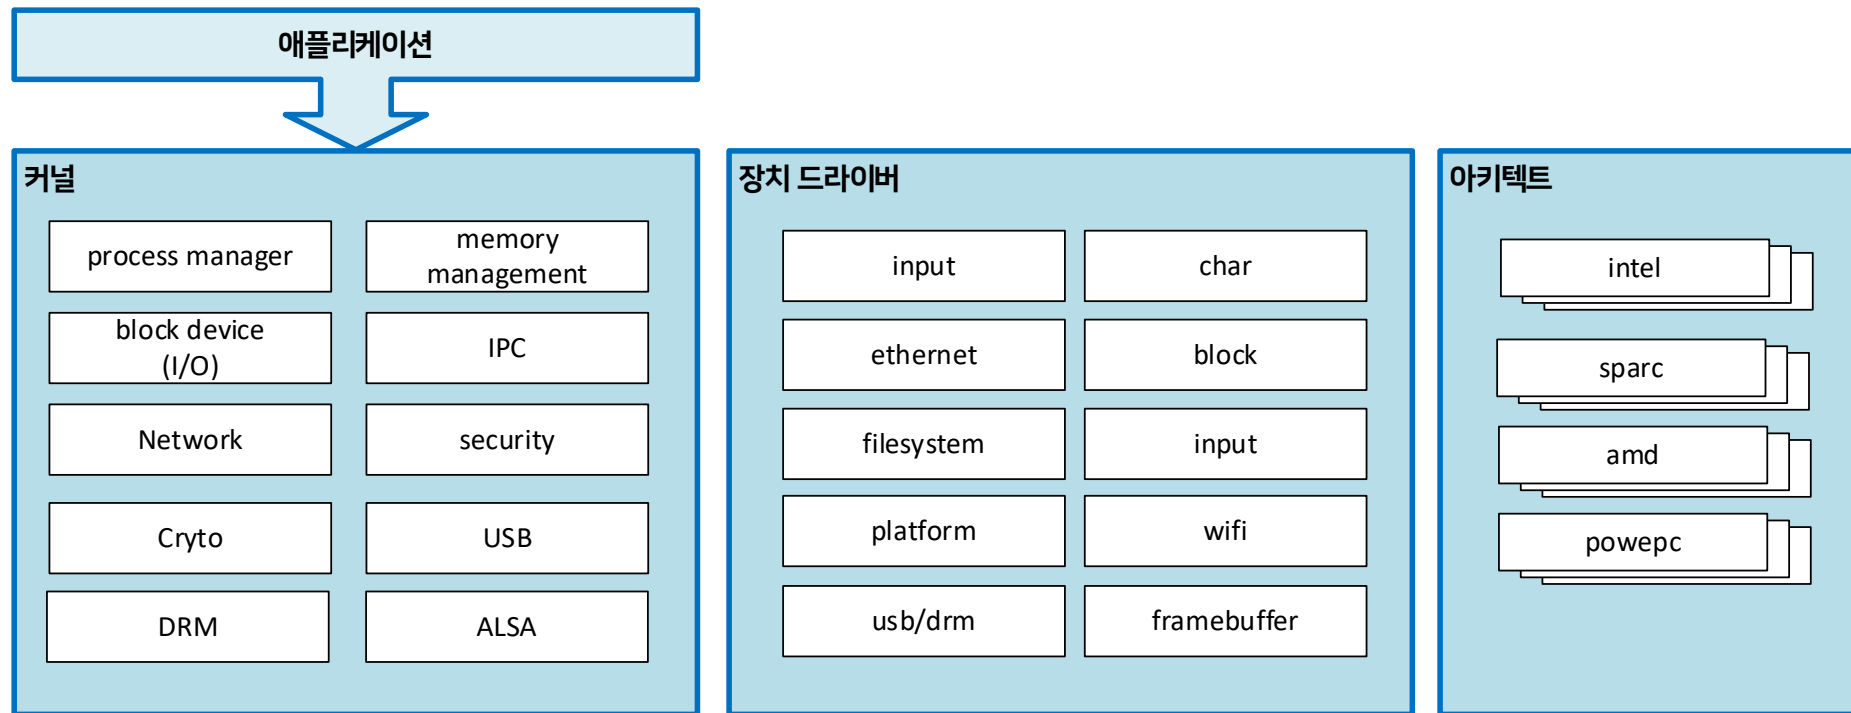 애플리케이션
커널
process manager
memory
management
block device
(I/O)
IPC
Network
security
Cryto
USB
DRM
ALSA
장치 드라이버
input
char
ethernet
block
filesystem
input
platform
wifi
usb/drm
framebuffer
아키텍트
intel
sparc
amd
powepc